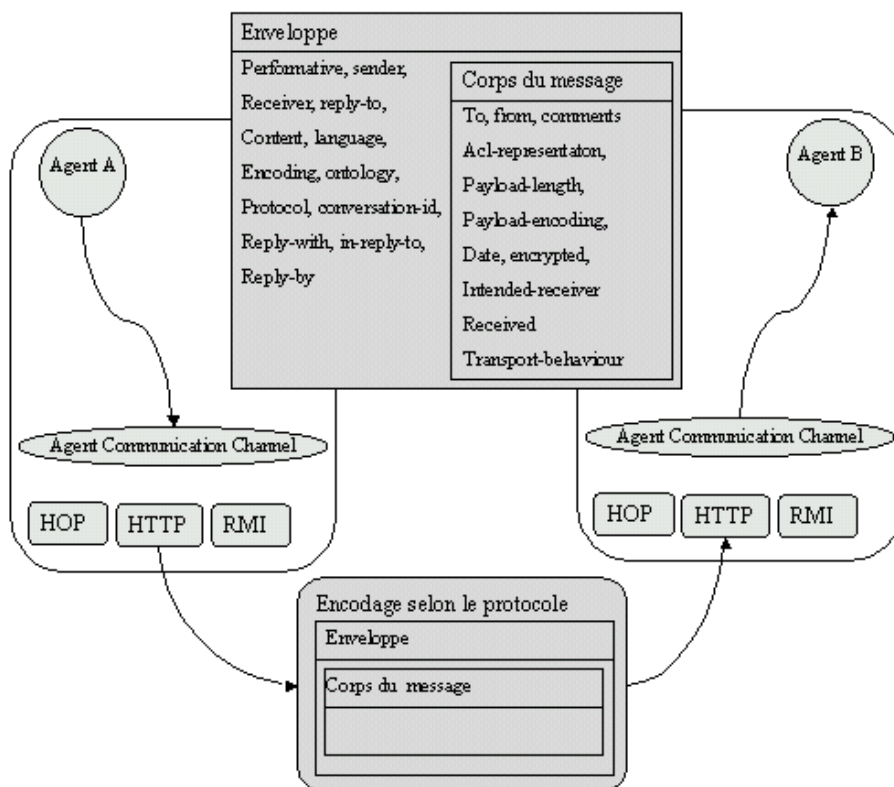 Enveloppe
Performative, sender,
Receiver, reply-to,
Content, language,
Encoding, ontology,
Protocol, conversation-id,
Reply-with, in-reply-to,
Reply-by
Corps du message
To, from, comments
Acl-representaton,
Payload-length,
Payload-encoding,
Date, encrypted,
Intended-receiver
Received
Transport-behaviour
Agent A
Agent B
Agent Communication Channel
Agent Communication Channel
HOP
HTTP
RMI
HOP
HTTP
RMI
Encodage selon le protocole
Enveloppe
Corps du message